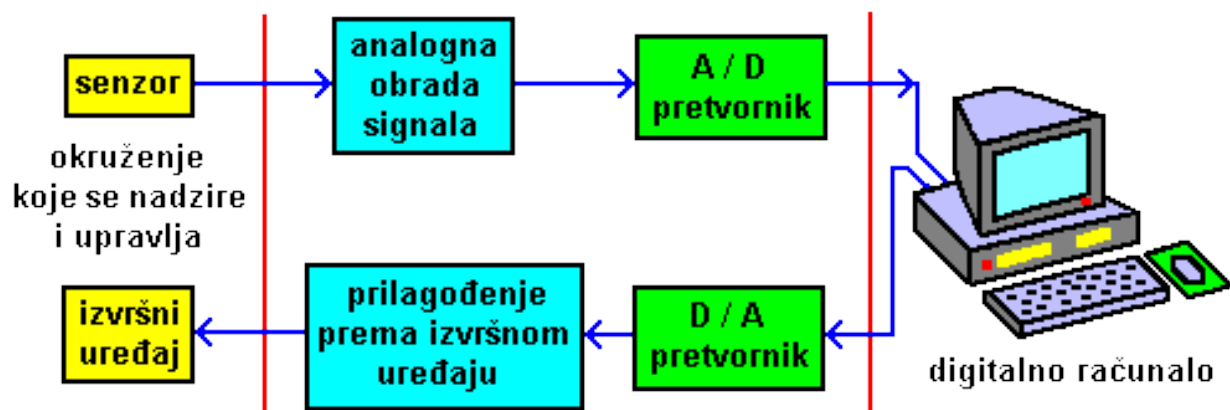 senzor
analogna
obrada
signala
A / D
pretvornik
okruženje
koje se nadzire
i upravlja
izvršni
uređaj
prilagođenje
prema izvršnom
uređaju
D / A
pretvornik
digitalno računalo